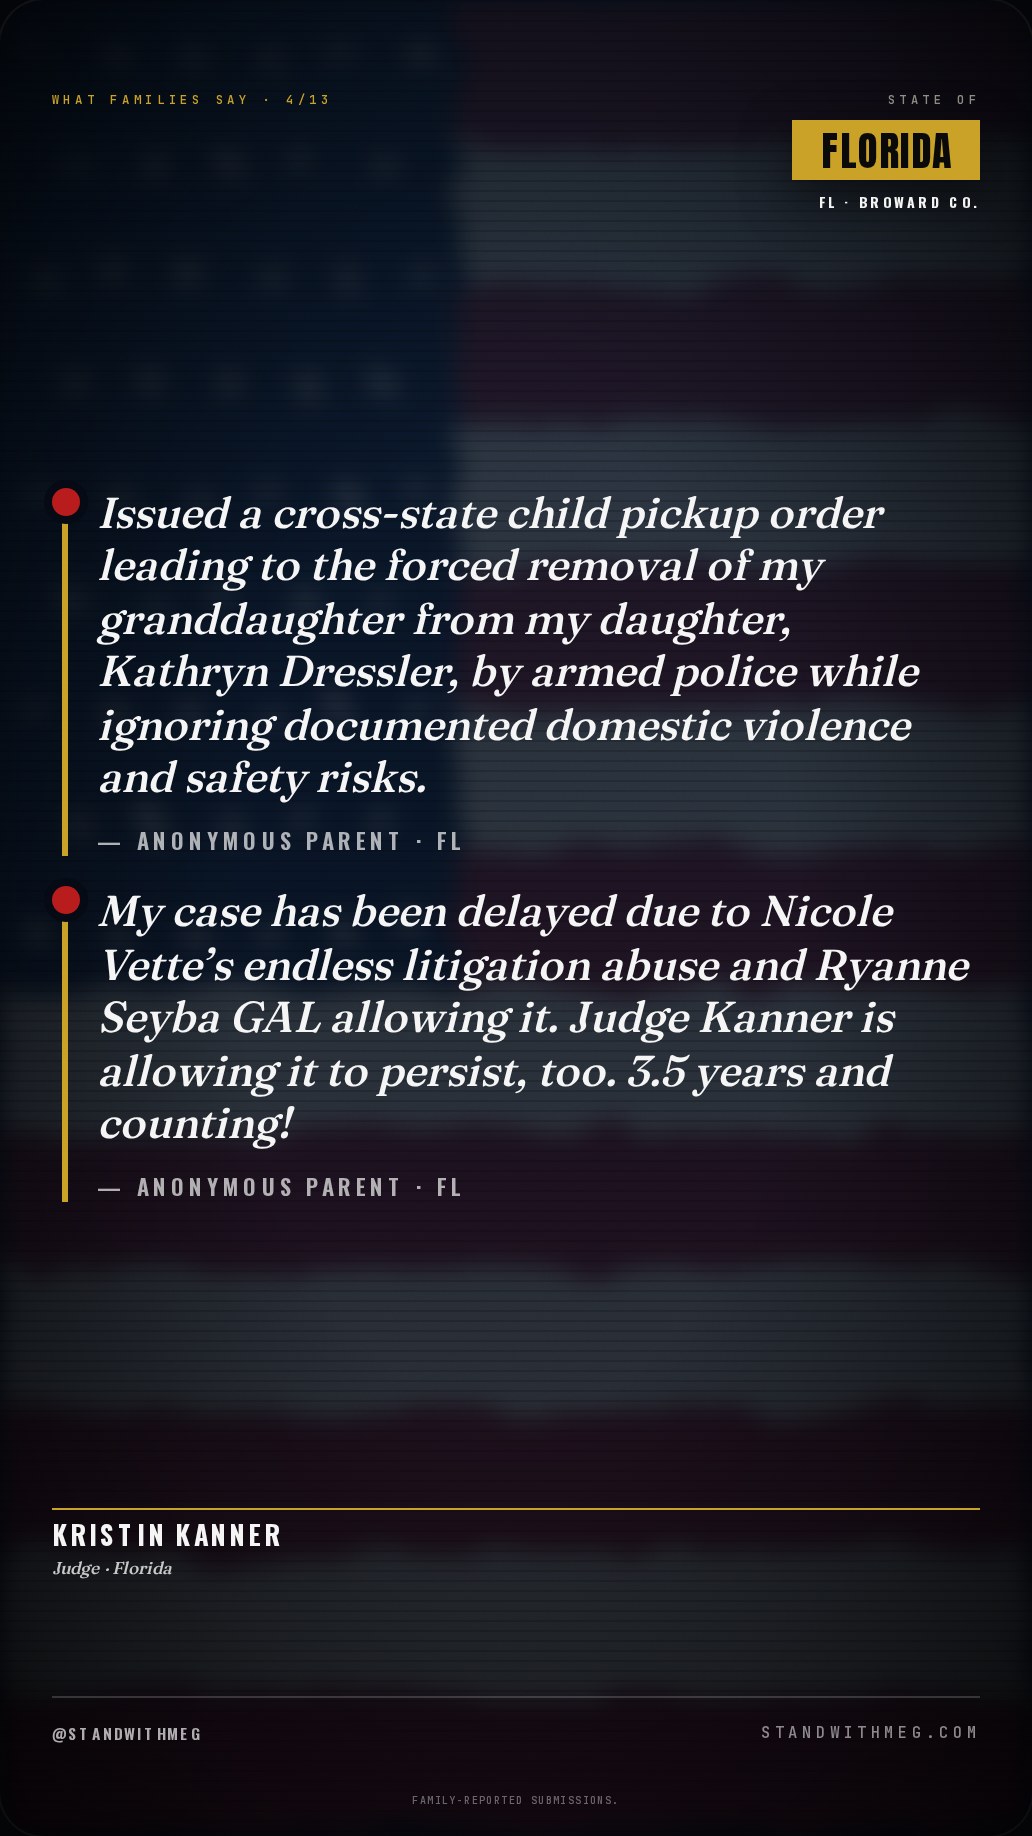 WHAT FAMILIES SAY · 4/13
STATE OF
FLORIDA
FL · BROWARD CO.
Issued a cross-state child pickup order
leading to the forced removal of my
granddaughter from my daughter,
Kathryn Dressler, by armed police while
ignoring documented domestic violence
and safety risks.
— ANONYMOUS PARENT · FL
My case has been delayed due to Nicole
Vette’s endless litigation abuse and Ryanne
Seyba GAL allowing it. Judge Kanner is
allowing it to persist, too. 3.5 years and
counting!
— ANONYMOUS PARENT · FL
KRISTIN KANNER
Judge · Florida
@STANDWITHMEG
STANDWITHMEG.COM
FAMILY-REPORTED SUBMISSIONS.